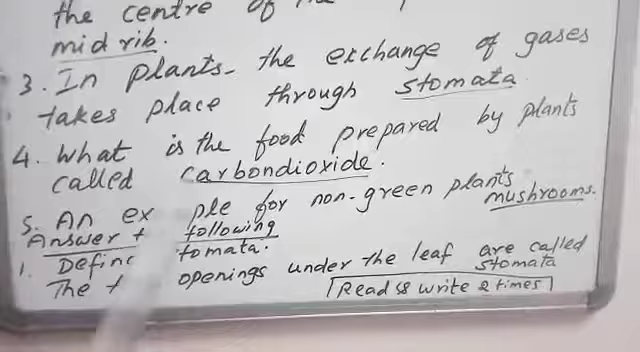 the centre of the
mid rib.
3. In plants the exchange of gases
takes place through stomata
4. What is the food prepared by plants
called carbondioxide.
5. An ex ple for non-green plants
mushrooms.
Answer t following
1. Define tomata.
The t openings under the leaf are called
stomata
Read & write 2 times